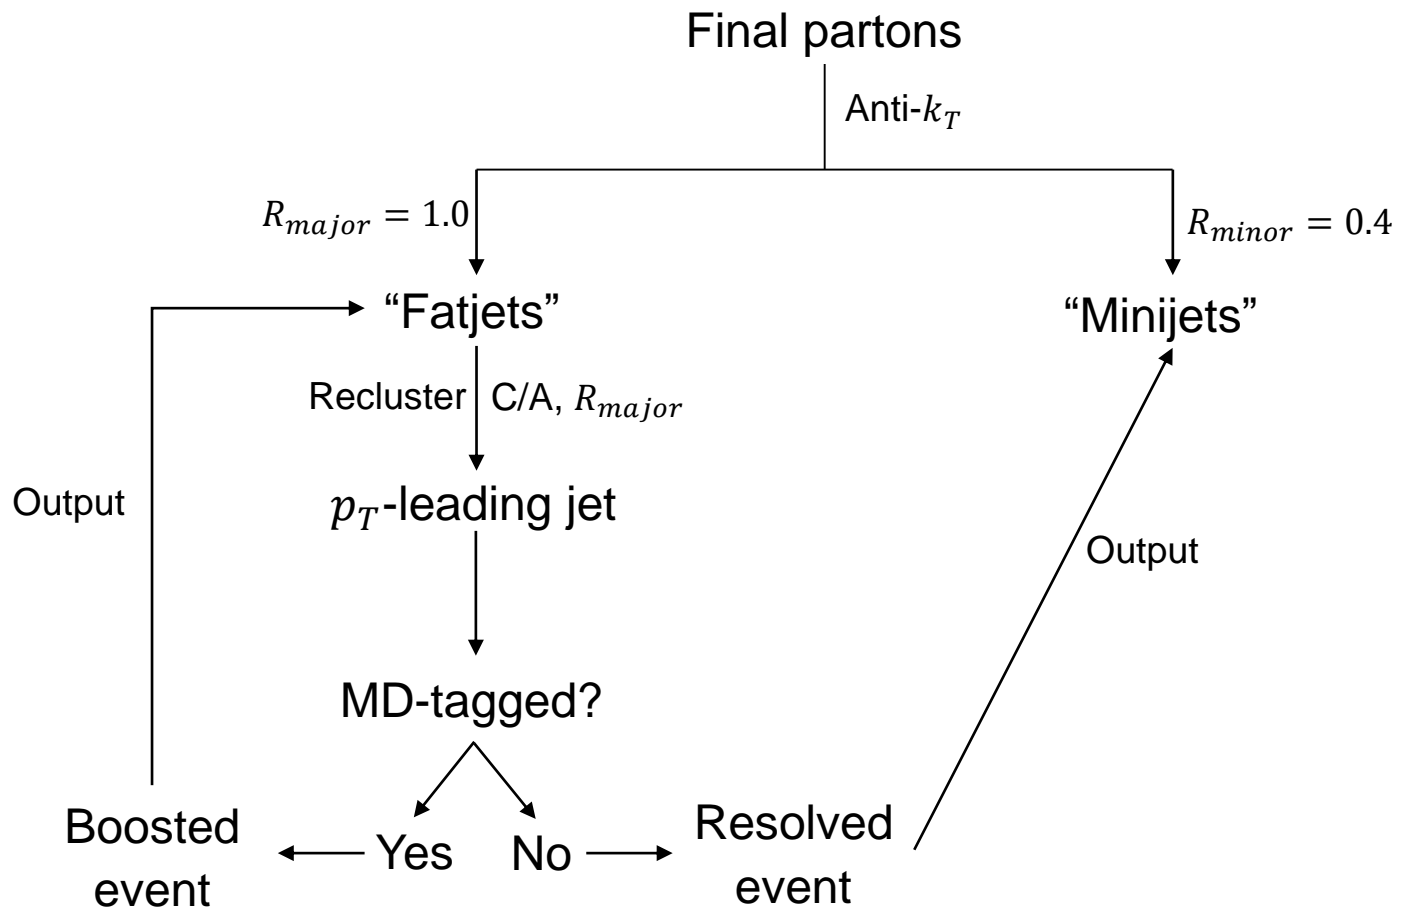 Final partons
Anti-k_T
R_major = 1.0
R_minor = 0.4
“Fatjets”
“Minijets”
Recluster
C/A, R_major
Output
p_T-leading jet
Output
MD-tagged?
Boosted
event
Yes
No
Resolved
event